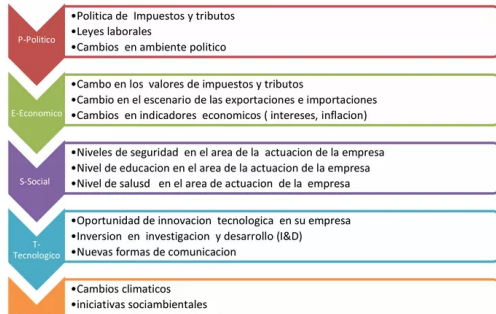 P-Politico
•Politica de Impuestos y tributos
•Leyes laborales
•Cambios en ambiente politico
E-Economico
•Cambo en los valores de impuestos y tributos
•Cambio en el escenario de las exportaciones e importaciones
•Cambios en indicadores economicos ( intereses, inflacion)
S-Social
•Niveles de seguridad en el area de la actuacion de la empresa
•Nivel de educacion en el area de la actuacion de la empresa
•Nivel de salusd en el area de actuacion de la empresa
T-
Tecnologico
•Oportunidad de innovacion tecnologica en su empresa
•Inversion en investigacion y desarrollo (I&D)
•Nuevas formas de comunicacion
•Cambios climaticos
•iniciativas sociambientales